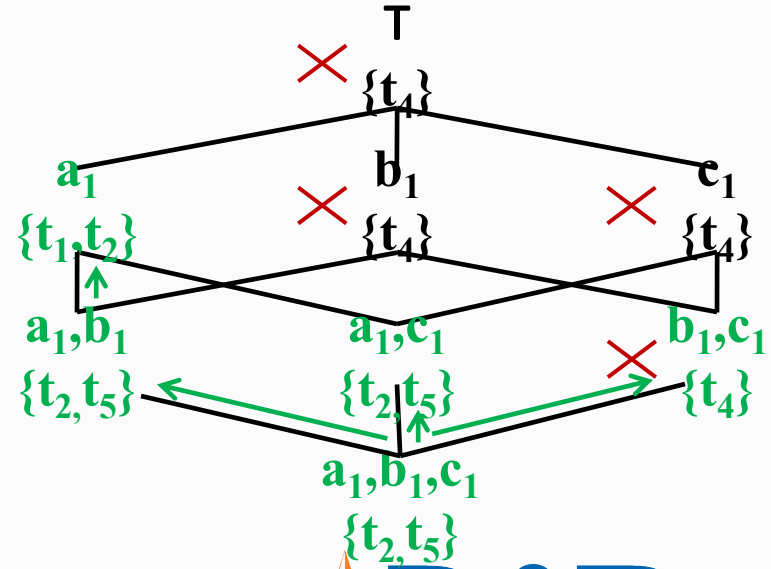 T
{t₄}
a₁ b₁ c₁
{t₁,t₂} {t₄} {t₄}
a₁,b₁ a₁,c₁ b₁,c₁
{t₂,t₅} {t₂,t₅} {t₄}
a₁,b₁,c₁
{t₂,t₅}